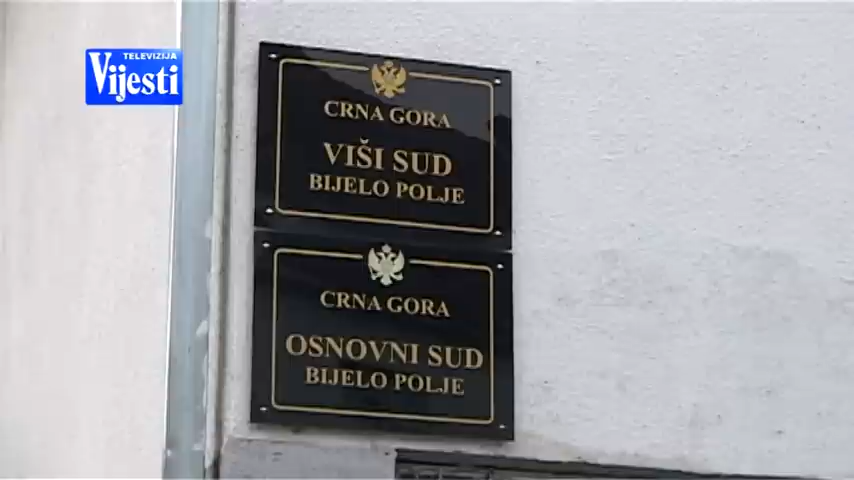 TELEVIZIJA
Vijesti
CRNA GORA
VIŠI SUD
BIJELO POLJE
CRNA GORA
OSNOVNI SUD
BIJELO POLJE